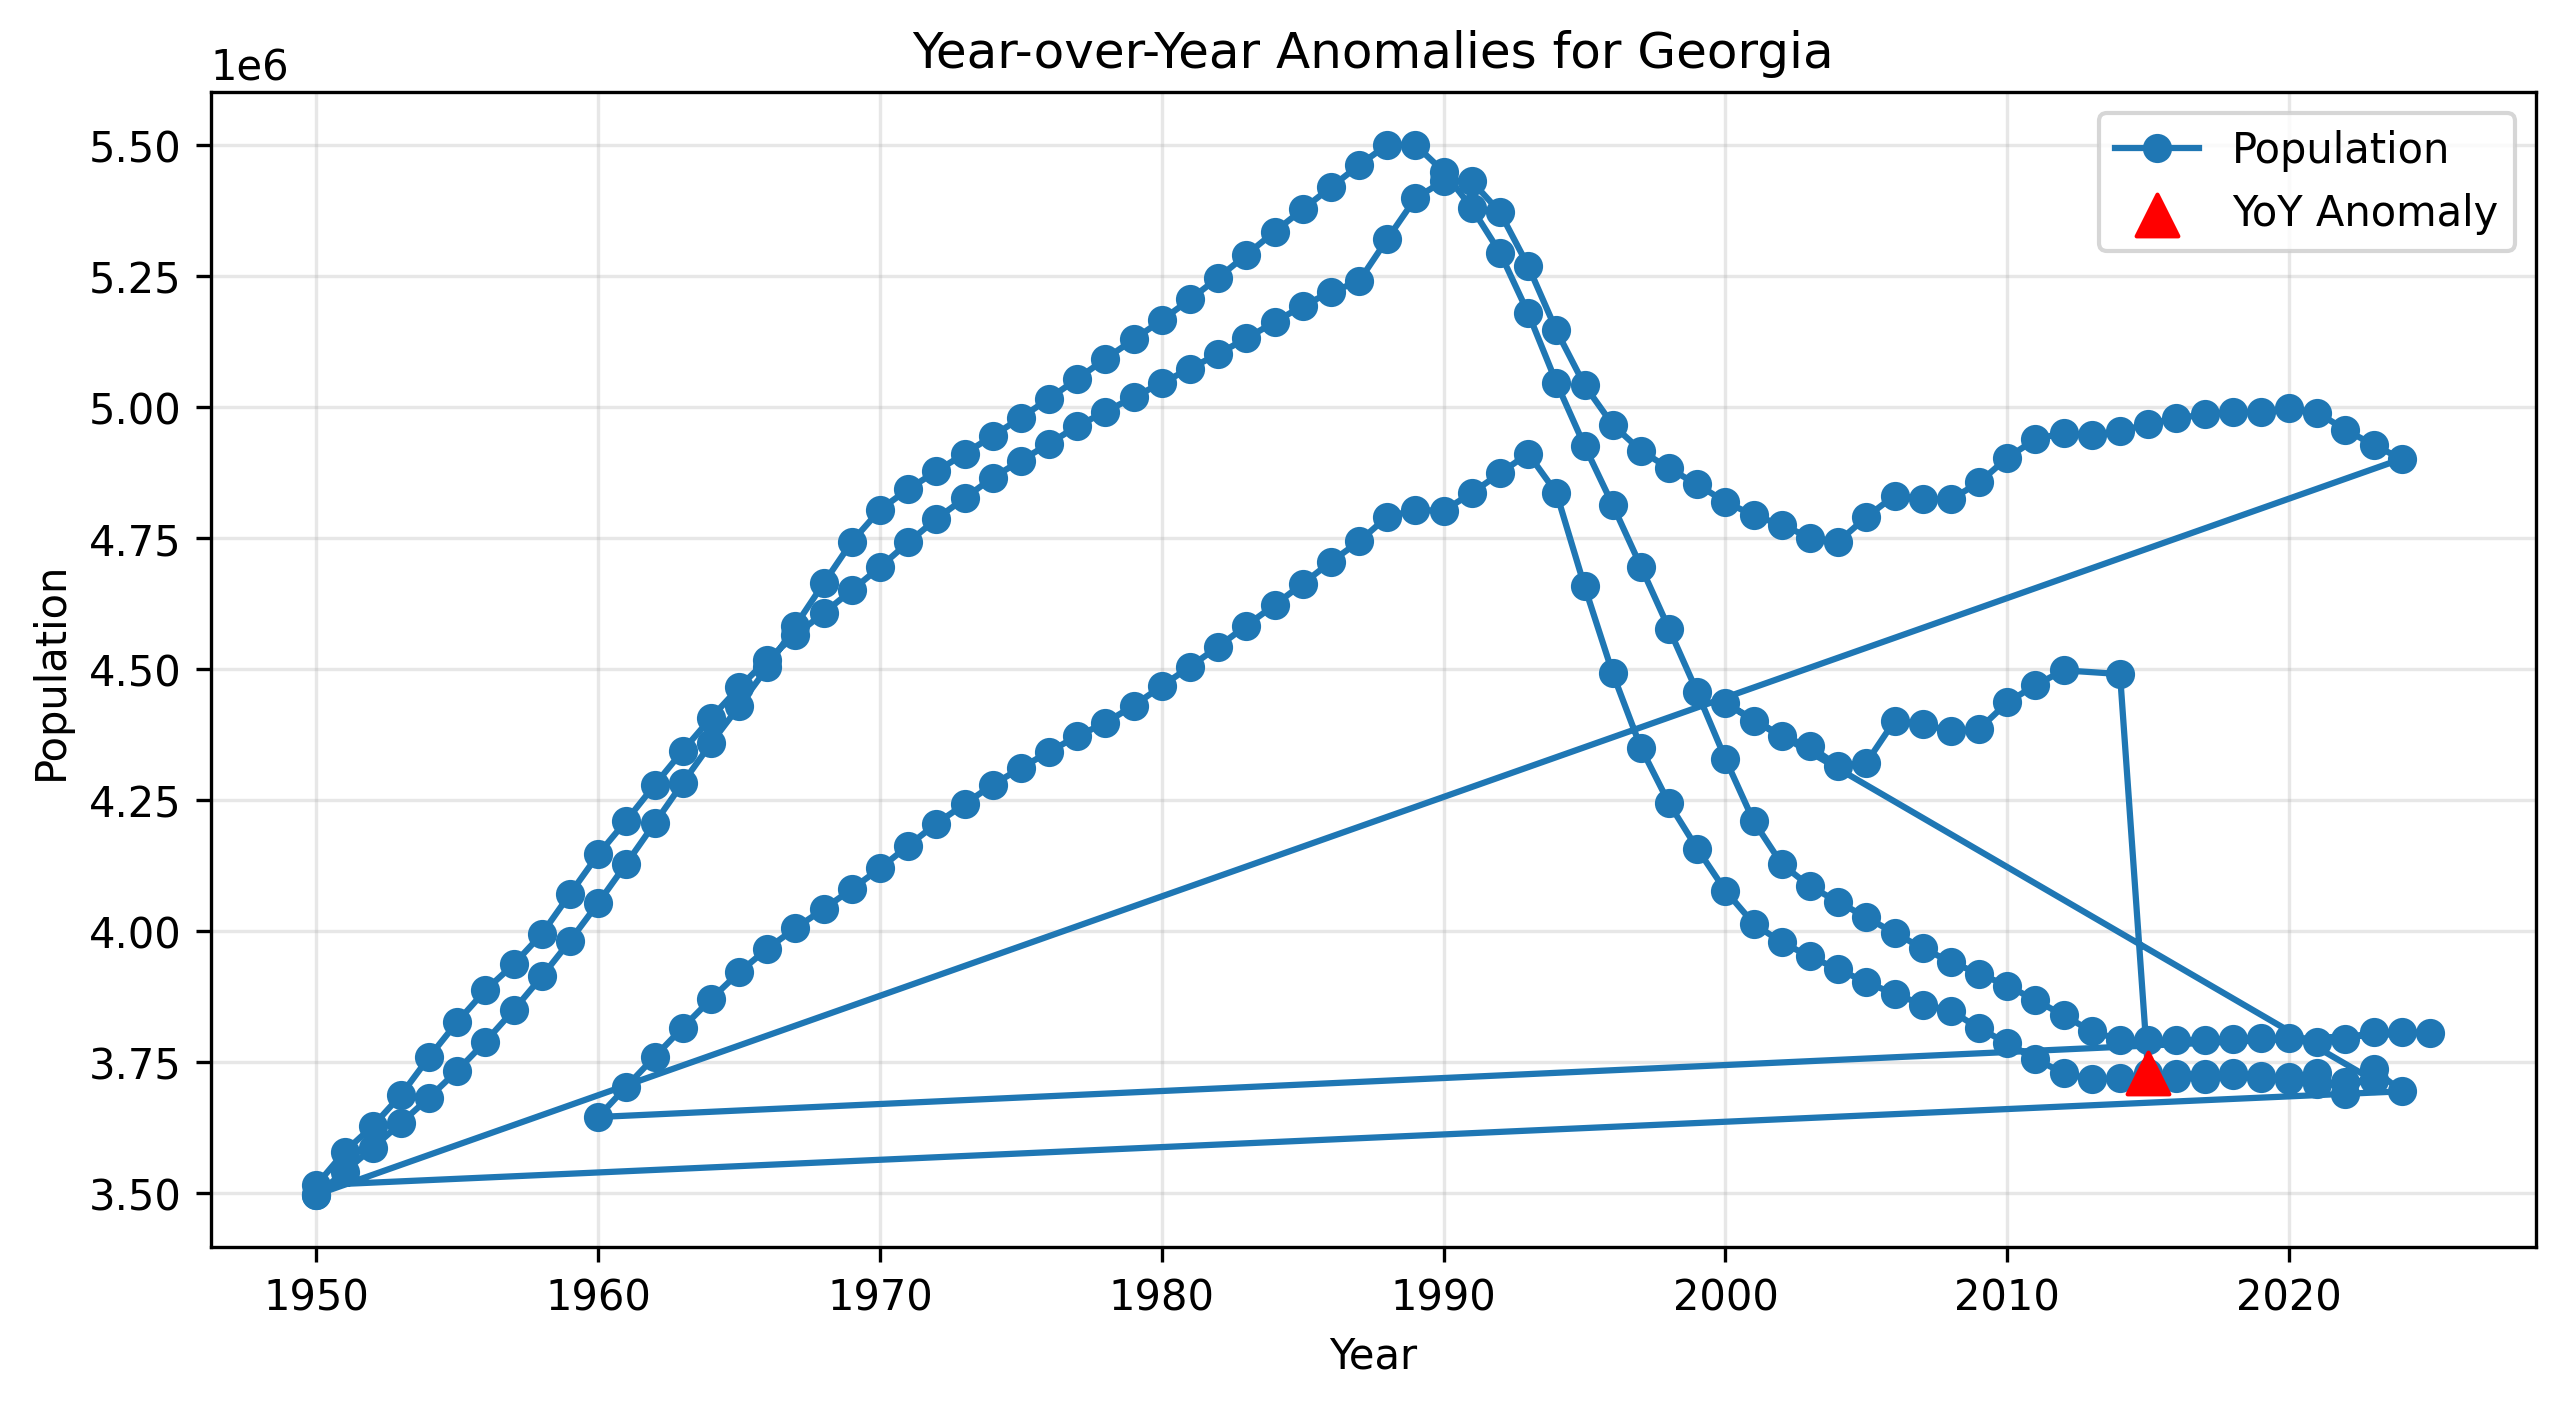 Year-over-Year Anomalies for Georgia
1e6
Population
YoY Anomaly
5.50
5.25
5.00
4.75
4.50
4.25
4.00
3.75
3.50
Population
1950 1960 1970 1980 1990 2000 2010 2020
Year